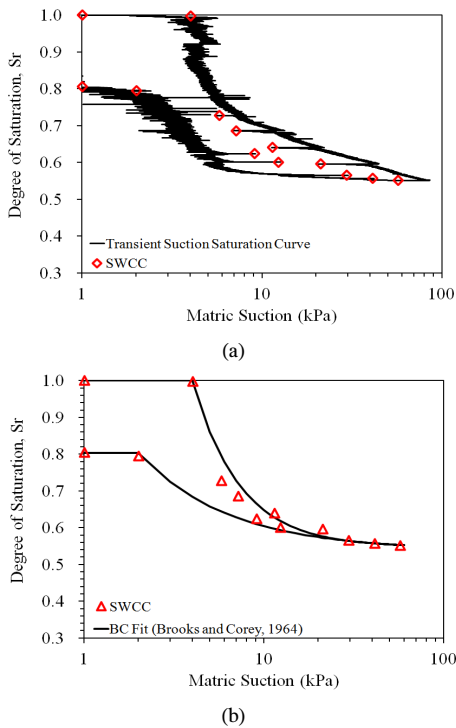 1.0
0.9
0.8
0.7
0.6
0.5
0.4
0.3
Degree of Saturation, Sr
Transient Suction Saturation Curve
SWCC
1
10
100
Matric Suction (kPa)
(a)
1.0
0.9
0.8
0.7
0.6
0.5
0.4
0.3
Degree of Saturation, Sr
SWCC
BC Fit (Brooks and Corey, 1964)
1
10
100
Matric Suction (kPa)
(b)